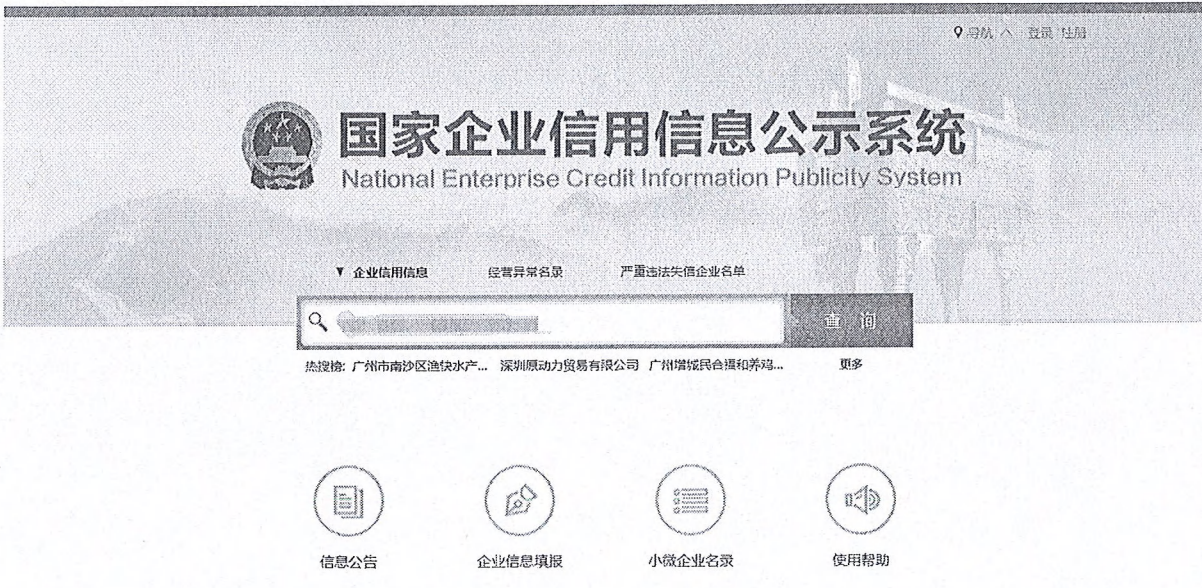 导航 登录 注册
国家企业信用信息公示系统
National Enterprise Credit Information Publicity System
企业信用信息 经营异常名录 严重违法失信企业名单
查 询
热搜榜: 广州市南沙区渔快水产... 深圳原动力贸易有限公司 广州增城民合福和养鸡... 更多
信息公告 企业信息填报 小微企业名录 使用帮助